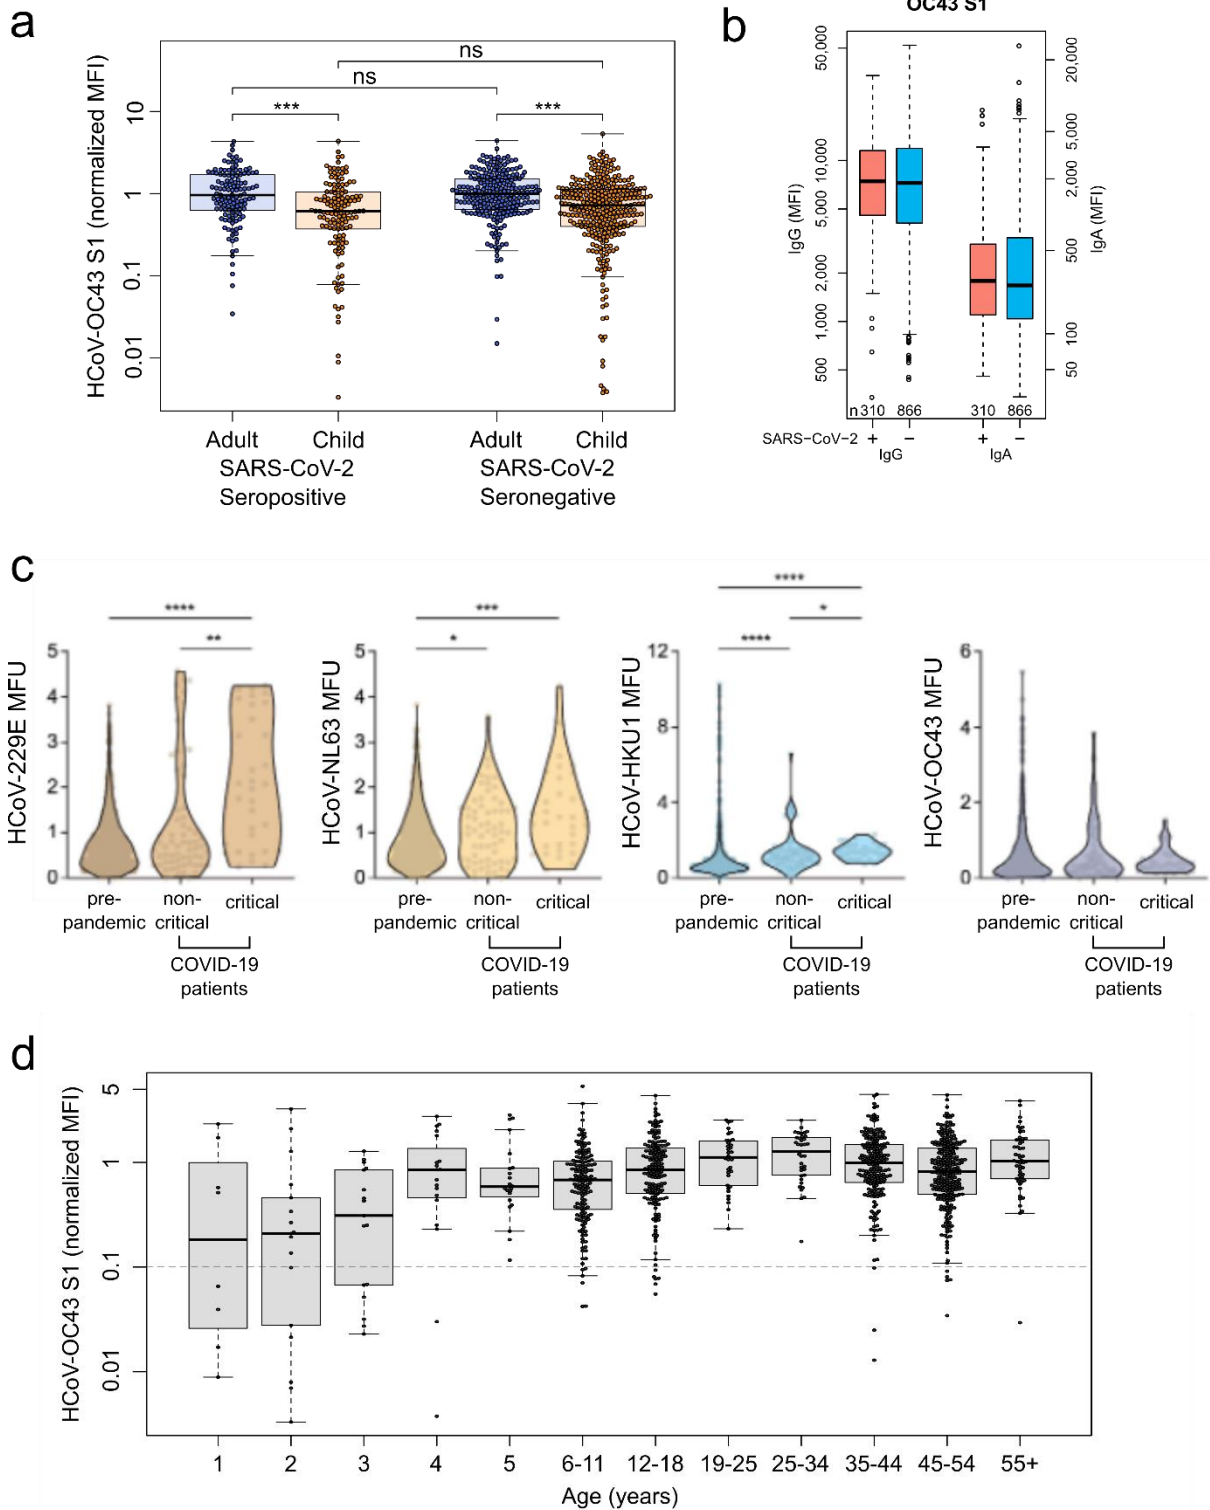 a
HCoV-OC43 S1 (normalized MFI)
10
1
0.1
0.01
ns
ns
***
***
Adult
Child
Adult
Child
SARS-CoV-2
Seropositive
SARS-CoV-2
Seronegative
b
OC43 S1
IgG (MFI)
50,000
10,000
5,000
2,000
1,000
500
IgA (MFI)
20,000
5,000
2,000
500
100
50
n 310 866 310 866
SARS−CoV−2 + − + −
IgG IgA
c
HCoV-229E MFU
5
4
3
2
1
0
****
**
pre-pandemic
non-critical
critical
COVID-19
patients
HCoV-NL63 MFU
5
4
3
2
1
0
***
*
pre-pandemic
non-critical
critical
COVID-19
patients
HCoV-HKU1 MFU
12
8
4
0
****
*
****
pre-pandemic
non-critical
critical
COVID-19
patients
HCoV-OC43 MFU
6
4
2
0
pre-pandemic
non-critical
critical
COVID-19
patients
d
HCoV-OC43 S1 (normalized MFI)
5
1
0.1
0.01
1 2 3 4 5 6-11 12-18 19-25 25-34 35-44 45-54 55+
Age (years)